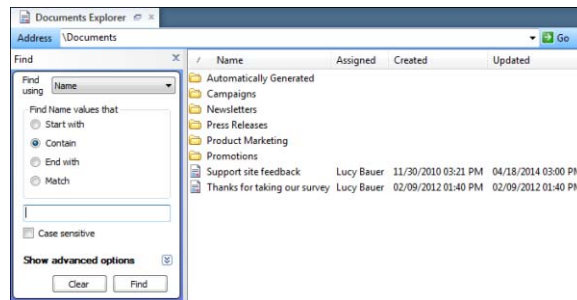 Documents Explorer
Address \Documents Go
Find
Find using Name
Find Name values that
Start with
Contain
End with
Match
Case sensitive
Show advanced options
Clear Find
/ Name Assigned Created Updated
Automatically Generated
Campaigns
Newsletters
Press Releases
Product Marketing
Promotions
Support site feedback Lucy Bauer 11/30/2010 03:21 PM 04/18/2014 03:00 PM
Thanks for taking our survey Lucy Bauer 02/09/2012 01:40 PM 02/09/2012 01:40 PM